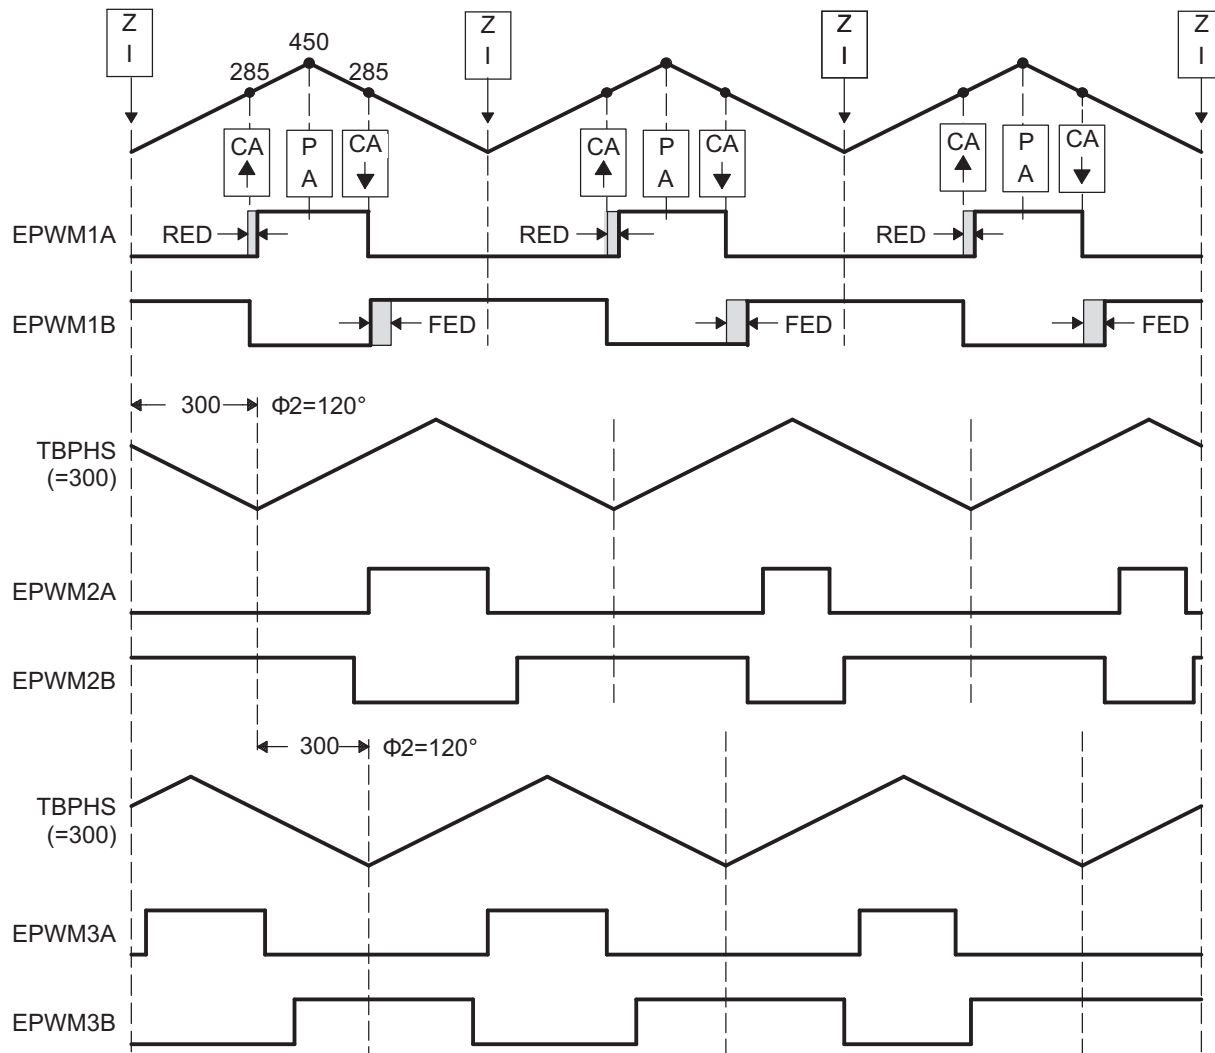 Z
I
Z
I
Z
I
Z
I
450
285
285
CA
P
A
CA
CA
P
A
CA
CA
P
A
CA
EPWM1A
RED
RED
RED
EPWM1B
FED
FED
FED
300
Φ2=120°
TBPHS
(=300)
EPWM2A
EPWM2B
300
Φ2=120°
TBPHS
(=300)
EPWM3A
EPWM3B